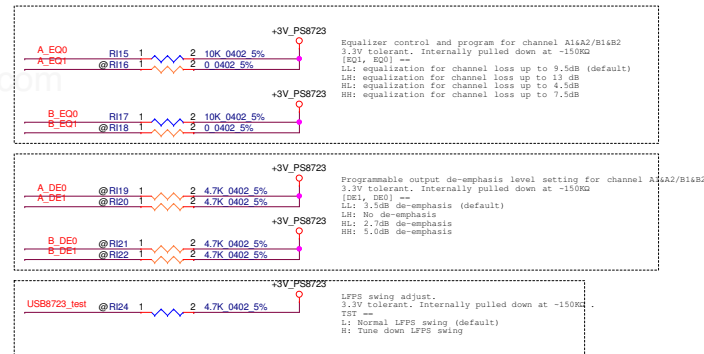 +3V_PS8723
A_EQ0 RI15 1 2 10K_0402_5%
A_EQ1 @RI16 1 2 0_0402_5%
Equalizer control and program for channel A1&A2/B1&B2
3.3V tolerant. Internally pulled down at ~150KΩ
[EQ1, EQ0] ==
LL: equalization for channel loss up to 9.5dB (default)
LH: equalization for channel loss up to 13 dB
HL: equalization for channel loss up to 4.5dB
HH: equalization for channel loss up to 7.5dB
+3V_PS8723
B_EQ0 RI17 1 2 10K_0402_5%
B_EQ1 @RI18 1 2 0_0402_5%
+3V_PS8723
A_DE0 @RI19 1 2 4.7K_0402_5%
A_DE1 @RI20 1 2 4.7K_0402_5%
Programmable output de-emphasis level setting for channel A1&A2/B1&B2
3.3V tolerant. Internally pulled down at ~150KΩ
[DE1, DE0] ==
LL: 3.5dB de-emphasis (default)
LH: No de-emphasis
HL: 2.7dB de-emphasis
HH: 5.0dB de-emphasis
+3V_PS8723
B_DE0 @RI21 1 2 4.7K_0402_5%
B_DE1 @RI22 1 2 4.7K_0402_5%
+3V_PS8723
USB8723_test @RI24 1 2 4.7K_0402_5%
LFPS swing adjust.
3.3V tolerant. Internally pulled down at ~150KΩ .
TST ==
L: Normal LFPS swing (default)
H: Tune down LFPS swing